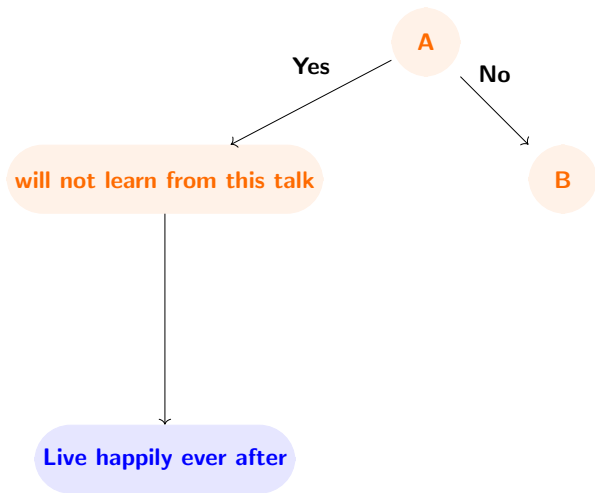 A
Yes
No
will not learn from this talk
B
Live happily ever after